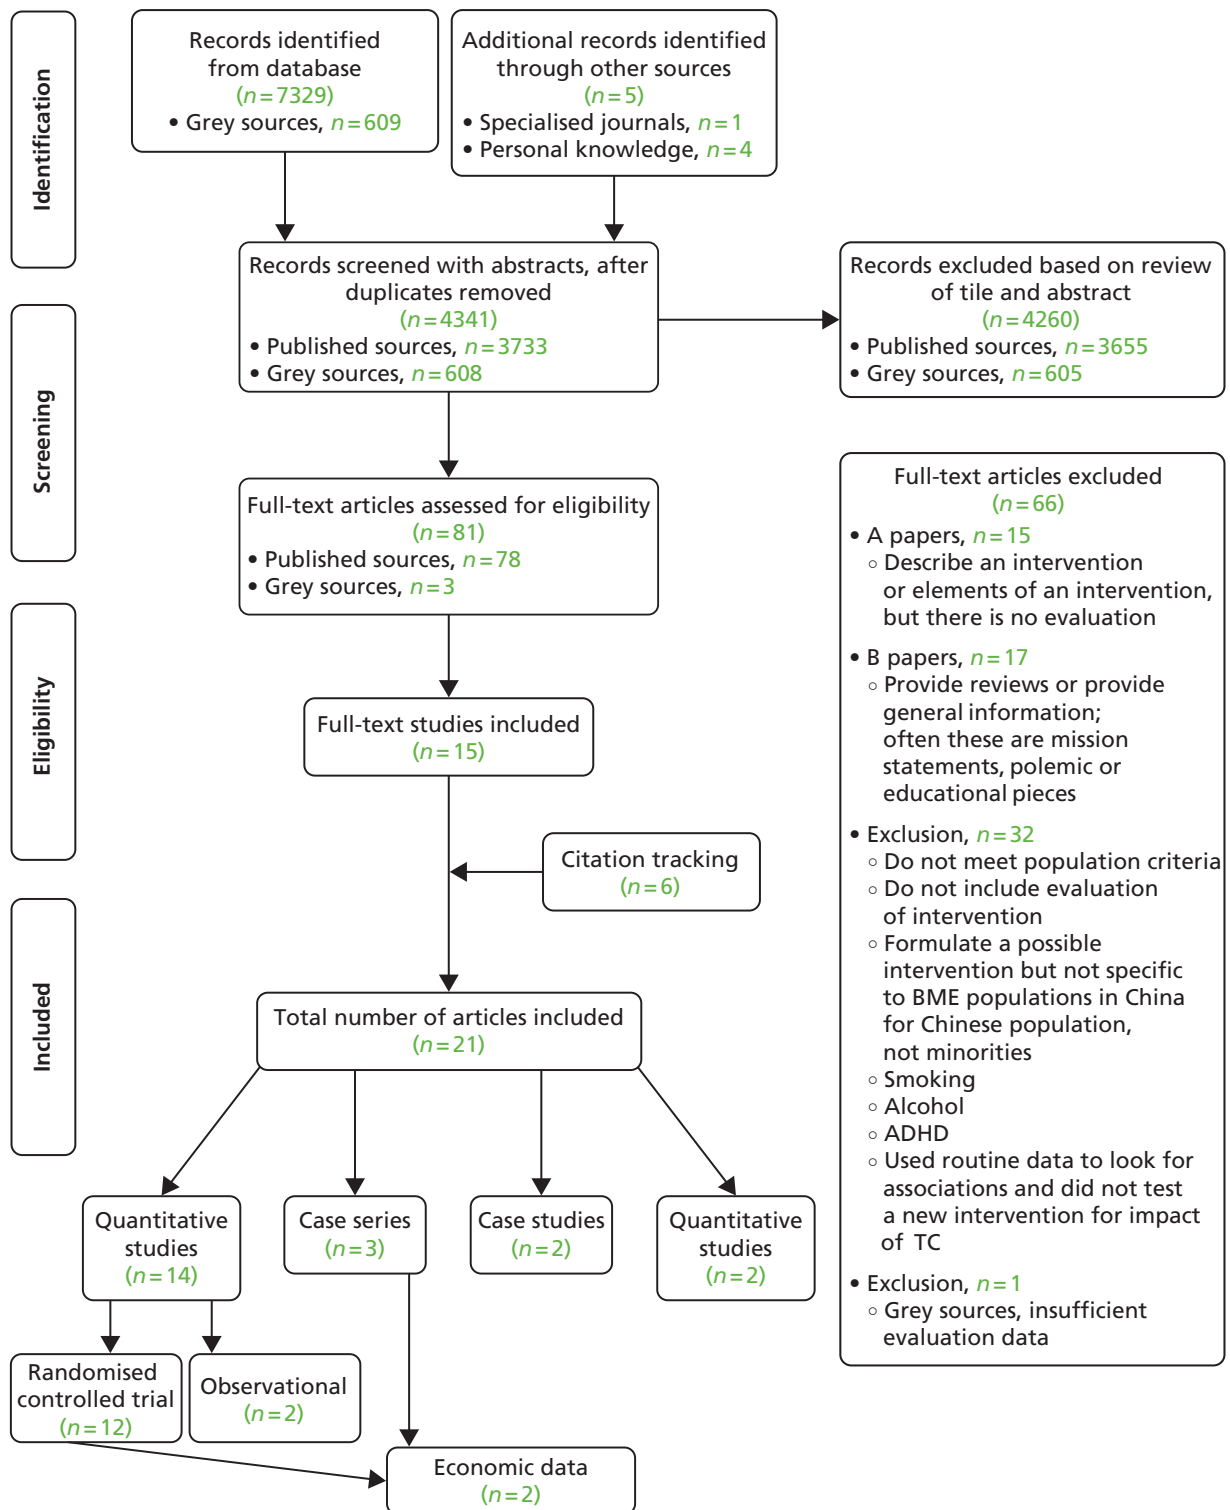 Identification
Records identified
from database
(n=7329)
• Grey sources, n=609
Additional records identified
through other sources
(n=5)
• Specialised journals, n=1
• Personal knowledge, n=4
Records screened with abstracts, after
duplicates removed
(n=4341)
• Published sources, n=3733
• Grey sources, n=608
Records excluded based on review
of tile and abstract
(n=4260)
• Published sources, n=3655
• Grey sources, n=605
Screening
Full-text articles assessed for eligibility
(n=81)
• Published sources, n=78
• Grey sources, n=3
Full-text articles excluded
(n=66)
• A papers, n=15
○ Describe an intervention
or elements of an intervention,
but there is no evaluation
• B papers, n=17
○ Provide reviews or provide
general information;
often these are mission
statements, polemic or
educational pieces
• Exclusion, n=32
○ Do not meet population criteria
○ Do not include evaluation
of intervention
○ Formulate a possible
intervention but not specific
to BME populations in China
for Chinese population,
not minorities
○ Smoking
○ Alcohol
○ ADHD
○ Used routine data to look for
associations and did not test
a new intervention for impact
of TC
• Exclusion, n=1
○ Grey sources, insufficient
evaluation data
Eligibility
Full-text studies included
(n=15)
Citation tracking
(n=6)
Included
Total number of articles included
(n=21)
Quantitative
studies
(n=14)
Case series
(n=3)
Case studies
(n=2)
Quantitative
studies
(n=2)
Randomised
controlled trial
(n=12)
Observational
(n=2)
Economic data
(n=2)